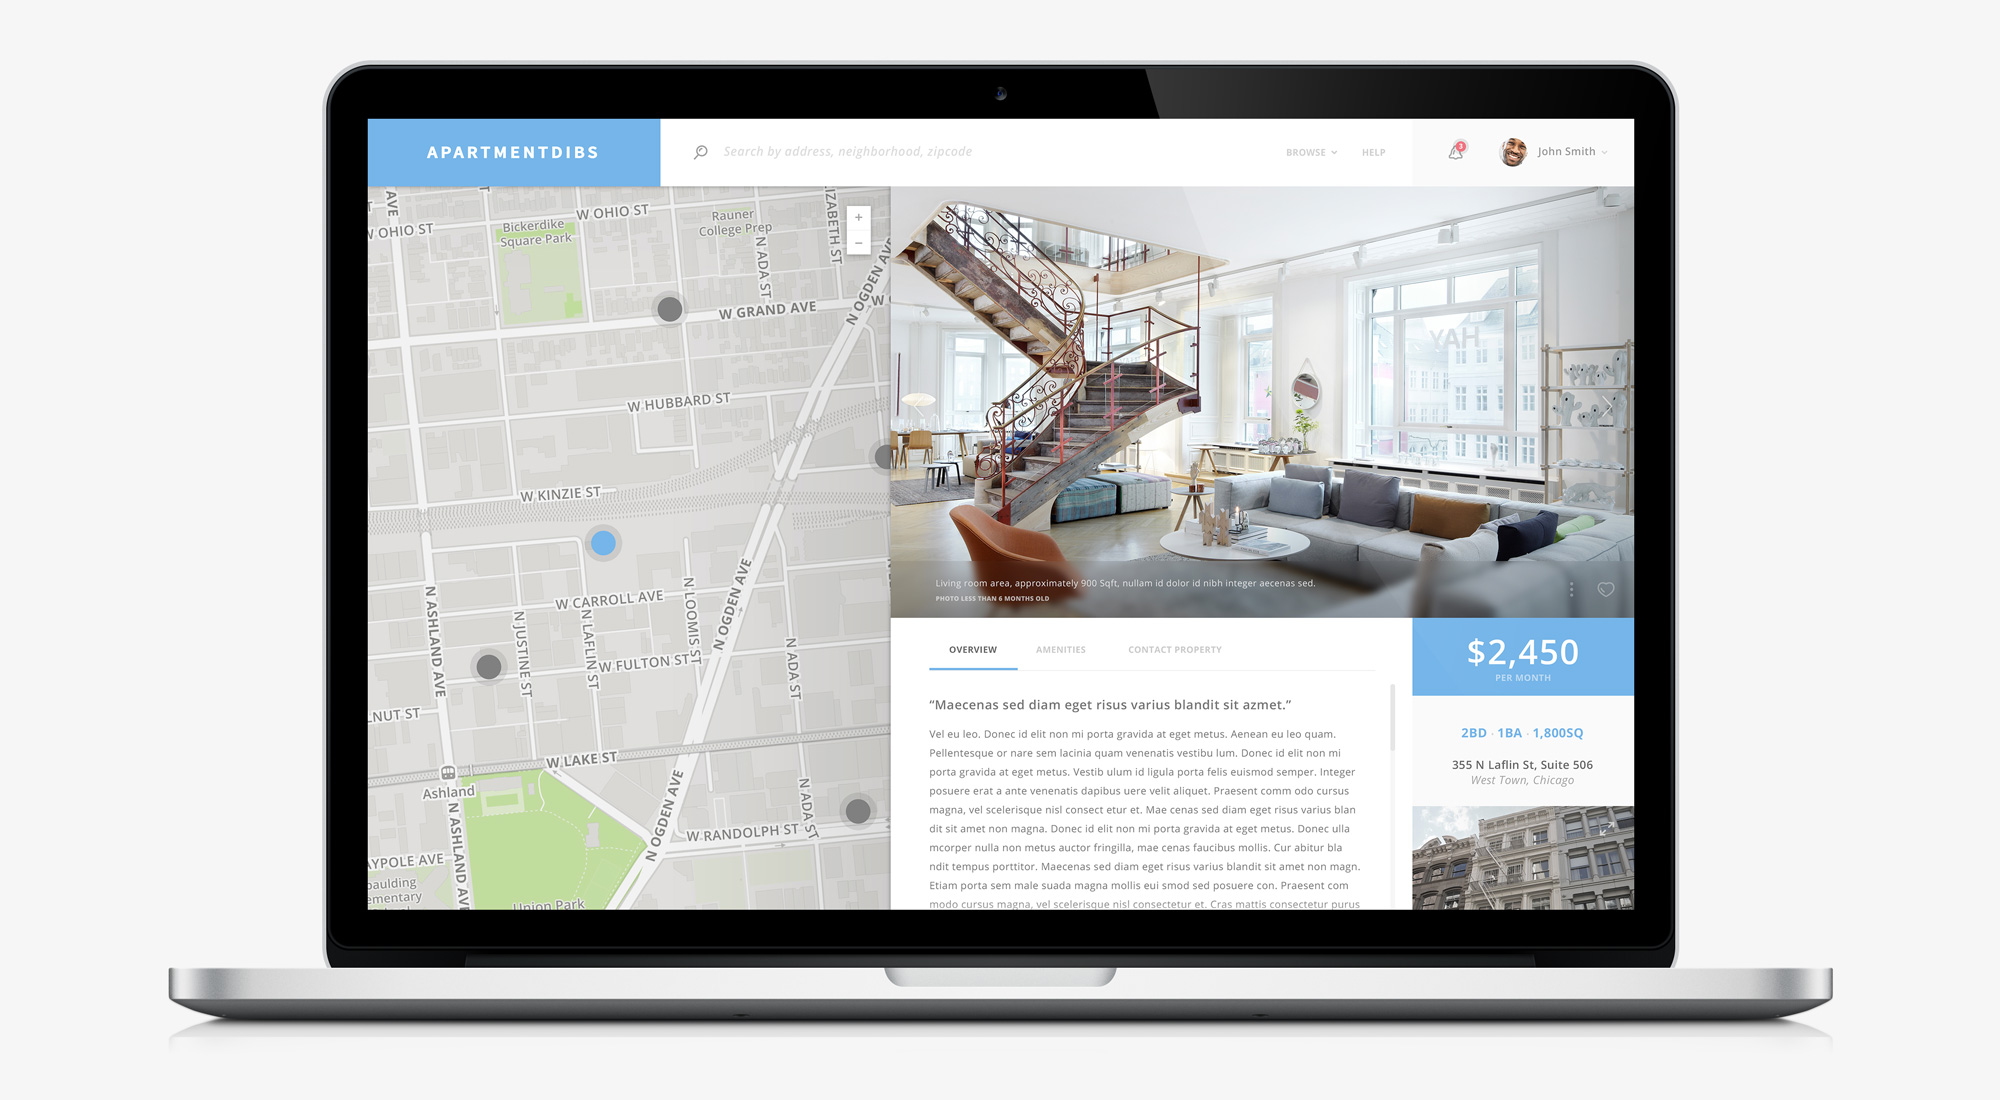 APARTMENTDIBS
Search by address, neighborhood, zipcode
BROWSE
HELP
3
John Smith
AVE
W OHIO ST
Bickerdike
Square Park
W OHIO ST
Rauner
College Prep
N ADA ST
IZABETH ST
+
−
N OGDEN AVE
W GRAND AVE
W
W HUBBARD ST
W KINZIE ST
N ASHLAND AVE
N JUSTINE ST
W CARROLL AVE
N LAFLIN ST
W FULTON ST
N LOOMIS ST
N OGDEN AVE
N ADA ST
LNUT ST
W LAKE ST
Ashland
N ASHLAND AVE
N OGDEN AVE
N ADA ST
W RANDOLPH ST
AYPOLE AVE
paulding
ementary
Union Park
HAY
Living room area, approximately 900 Sqft, nullam id dolor id nibh integer aecenas sed.
PHOTO LESS THAN 6 MONTHS OLD
OVERVIEW
AMENITIES
CONTACT PROPERTY
“Maecenas sed diam eget risus varius blandit sit azmet.”
Vel eu leo. Donec id elit non mi porta gravida at eget metus. Aenean eu leo quam.
Pellentesque or nare sem lacinia quam venenatis vestibu lum. Donec id elit non mi
porta gravida at eget metus. Vestib ulum id ligula porta felis euismod semper. Integer
posuere erat a ante venenatis dapibus uere velit aliquet. Praesent comm odo cursus
magna, vel scelerisque nisl consect etur et. Mae cenas sed diam eget risus varius blan
dit sit amet non magna. Donec id elit non mi porta gravida at eget metus. Donec ulla
mcorper nulla non metus auctor fringilla, mae cenas faucibus mollis. Cur abitur bla
ndit tempus porttitor. Maecenas sed diam eget risus varius blandit sit amet non magn.
Etiam porta sem male suada magna mollis eui smod sed posuere con. Praesent com
modo cursus magna, vel scelerisque nisl consectetur et. Cras mattis consectetur purus
$2,450
PER MONTH
2BD · 1BA · 1,800SQ
355 N Laflin St, Suite 506
West Town, Chicago